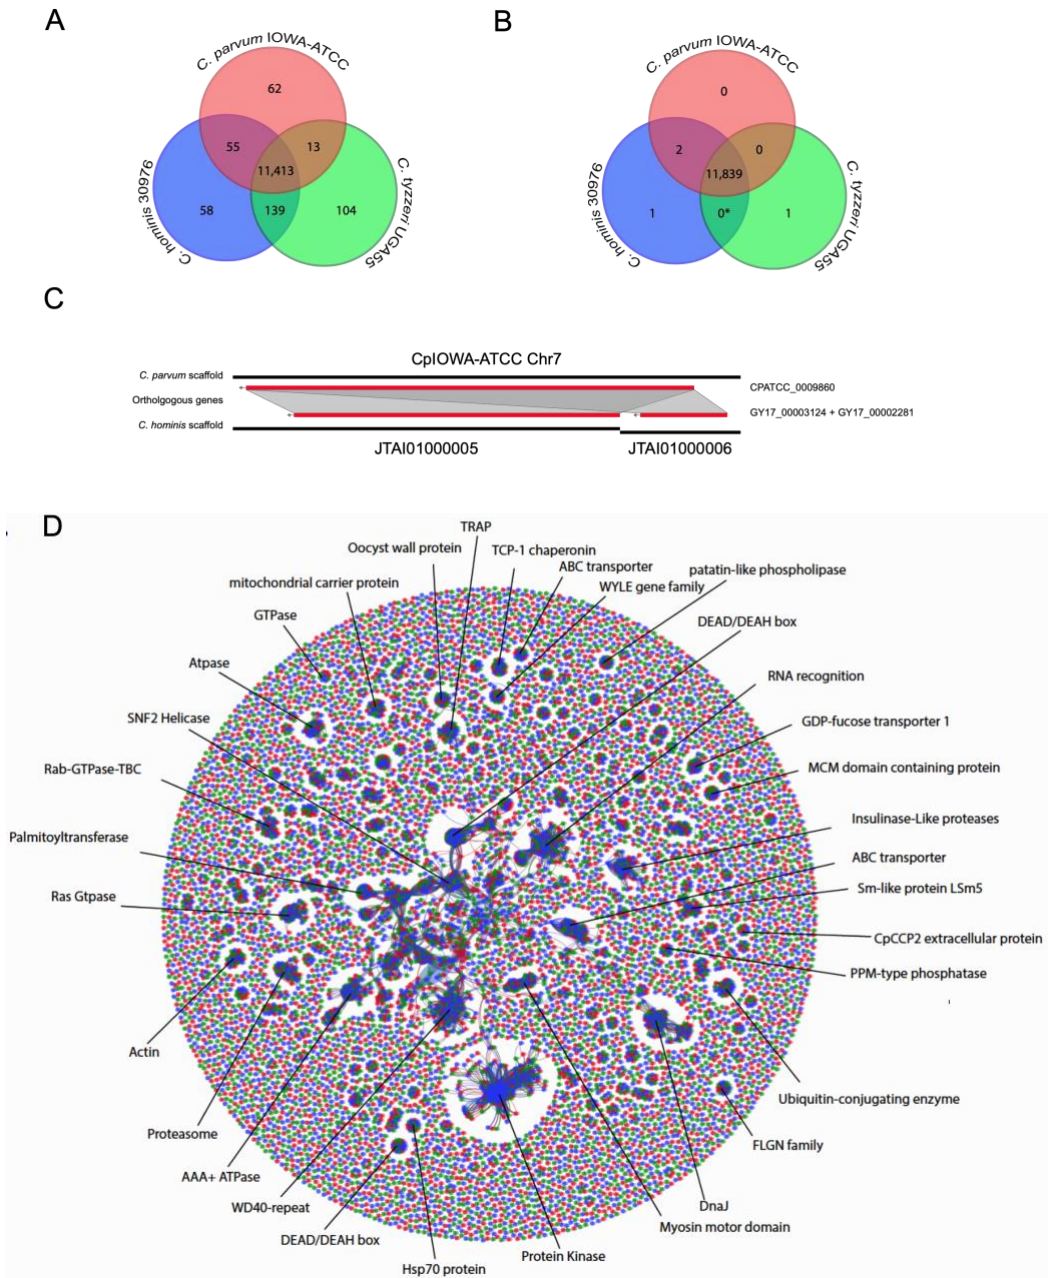 A
B
C. parvum IOWA-ATCC
62
55
13
11,413
58
139
104
C. hominis 30976
C. tyzzeri UGA55
C. parvum IOWA-ATCC
0
2
0
11,839
1
0*
1
C. hominis 30976
C. tyzzeri UGA55
C
CpIOWA-ATCC Chr7
C. parvum scaffold
CPATCC_0009860
Ortholgogous genes
GY17_00003124 + GY17_00002281
C. hominis scaffold
JTAI01000005
JTAI01000006
D
TRAP
Oocyst wall protein
TCP-1 chaperonin
ABC transporter
patatin-like phospholipase
mitochondrial carrier protein
WYLE gene family
GTPase
DEAD/DEAH box
Atpase
RNA recognition
SNF2 Helicase
GDP-fucose transporter 1
Rab-GTPase-TBC
MCM domain containing protein
Insulinase-Like proteases
Palmitoyltransferase
ABC transporter
Sm-like protein LSm5
Ras Gtpase
CpCCP2 extracellular protein
PPM-type phosphatase
Actin
Ubiquitin-conjugating enzyme
Proteasome
FLGN family
AAA+ ATPase
DnaJ
WD40-repeat
Myosin motor domain
DEAD/DEAH box
Protein Kinase
Hsp70 protein